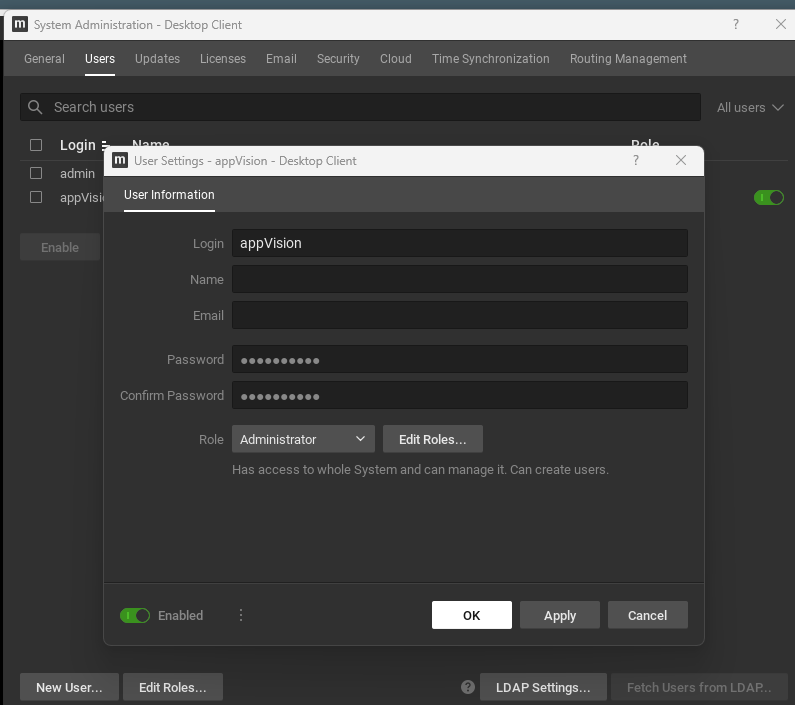 m System Administration - Desktop Client ?
General Users Updates Licenses Email Security Cloud Time Synchronization Routing Management
Search users All users
Login Name Role
admin
appVisio
Enable
m User Settings - appVision - Desktop Client ?
User Information
Login appVision
Name
Email
Password ●●●●●●●●●●
Confirm Password ●●●●●●●●●●
Role Administrator Edit Roles...
Has access to whole System and can manage it. Can create users.
Enabled OK Apply Cancel
New User... Edit Roles... ? LDAP Settings... Fetch Users from LDAP...